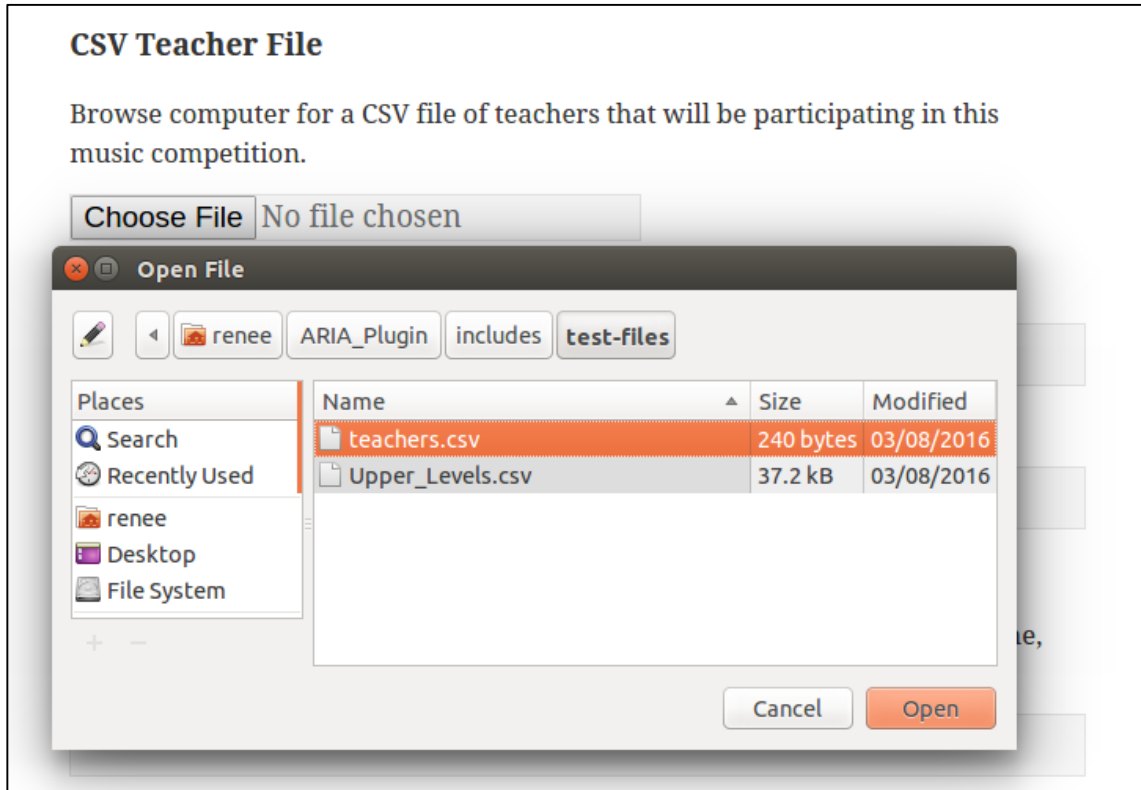 CSV Teacher File
Browse computer for a CSV file of teachers that will be participating in this
music competition.
Choose File No file chosen
Open File
renee ARIA_Plugin includes test-files
Places Name Size Modified
Search teachers.csv 240 bytes 03/08/2016
Recently Used Upper_Levels.csv 37.2 kB 03/08/2016
renee
Desktop
File System
Cancel Open